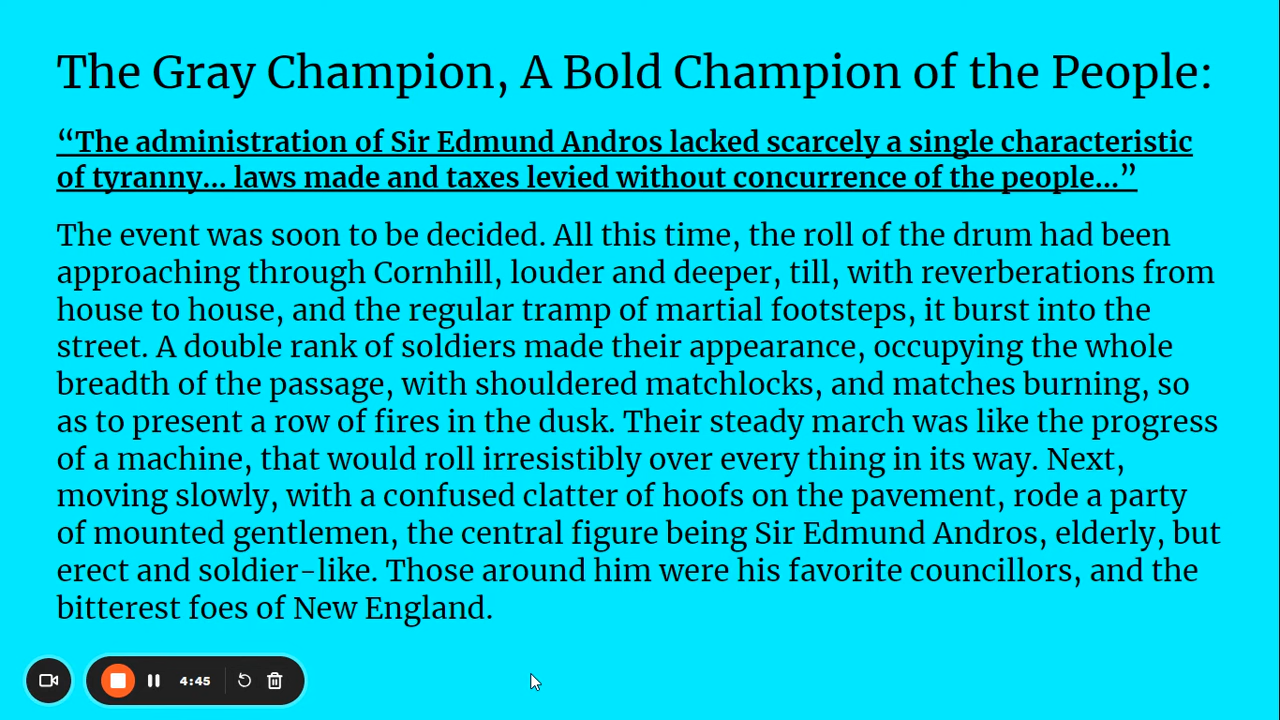 The Gray Champion, A Bold Champion of the People:
“The administration of Sir Edmund Andros lacked scarcely a single characteristic
of tyranny... laws made and taxes levied without concurrence of the people...”
The event was soon to be decided. All this time, the roll of the drum had been
approaching through Cornhill, louder and deeper, till, with reverberations from
house to house, and the regular tramp of martial footsteps, it burst into the
street. A double rank of soldiers made their appearance, occupying the whole
breadth of the passage, with shouldered matchlocks, and matches burning, so
as to present a row of fires in the dusk. Their steady march was like the progress
of a machine, that would roll irresistibly over every thing in its way. Next,
moving slowly, with a confused clatter of hoofs on the pavement, rode a party
of mounted gentlemen, the central figure being Sir Edmund Andros, elderly, but
erect and soldier-like. Those around him were his favorite councillors, and the
bitterest foes of New England.
4:45